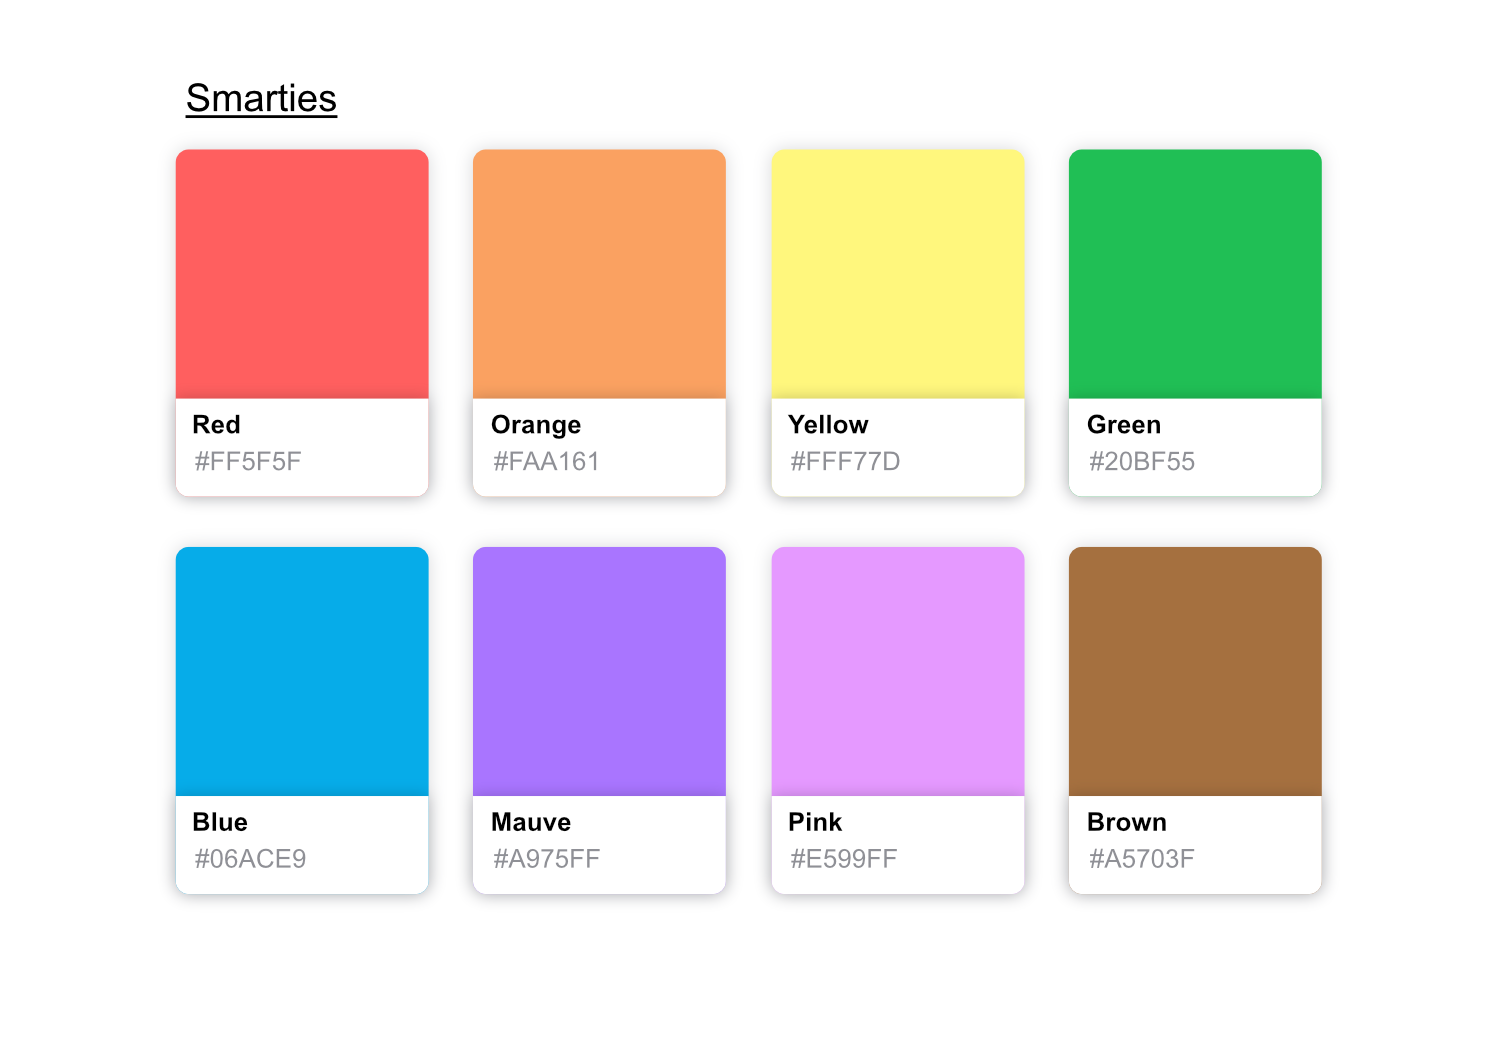 Smarties
Red
#FF5F5F
Orange
#FAA161
Yellow
#FFF77D
Green
#20BF55
Blue
#06ACE9
Mauve
#A975FF
Pink
#E599FF
Brown
#A5703F